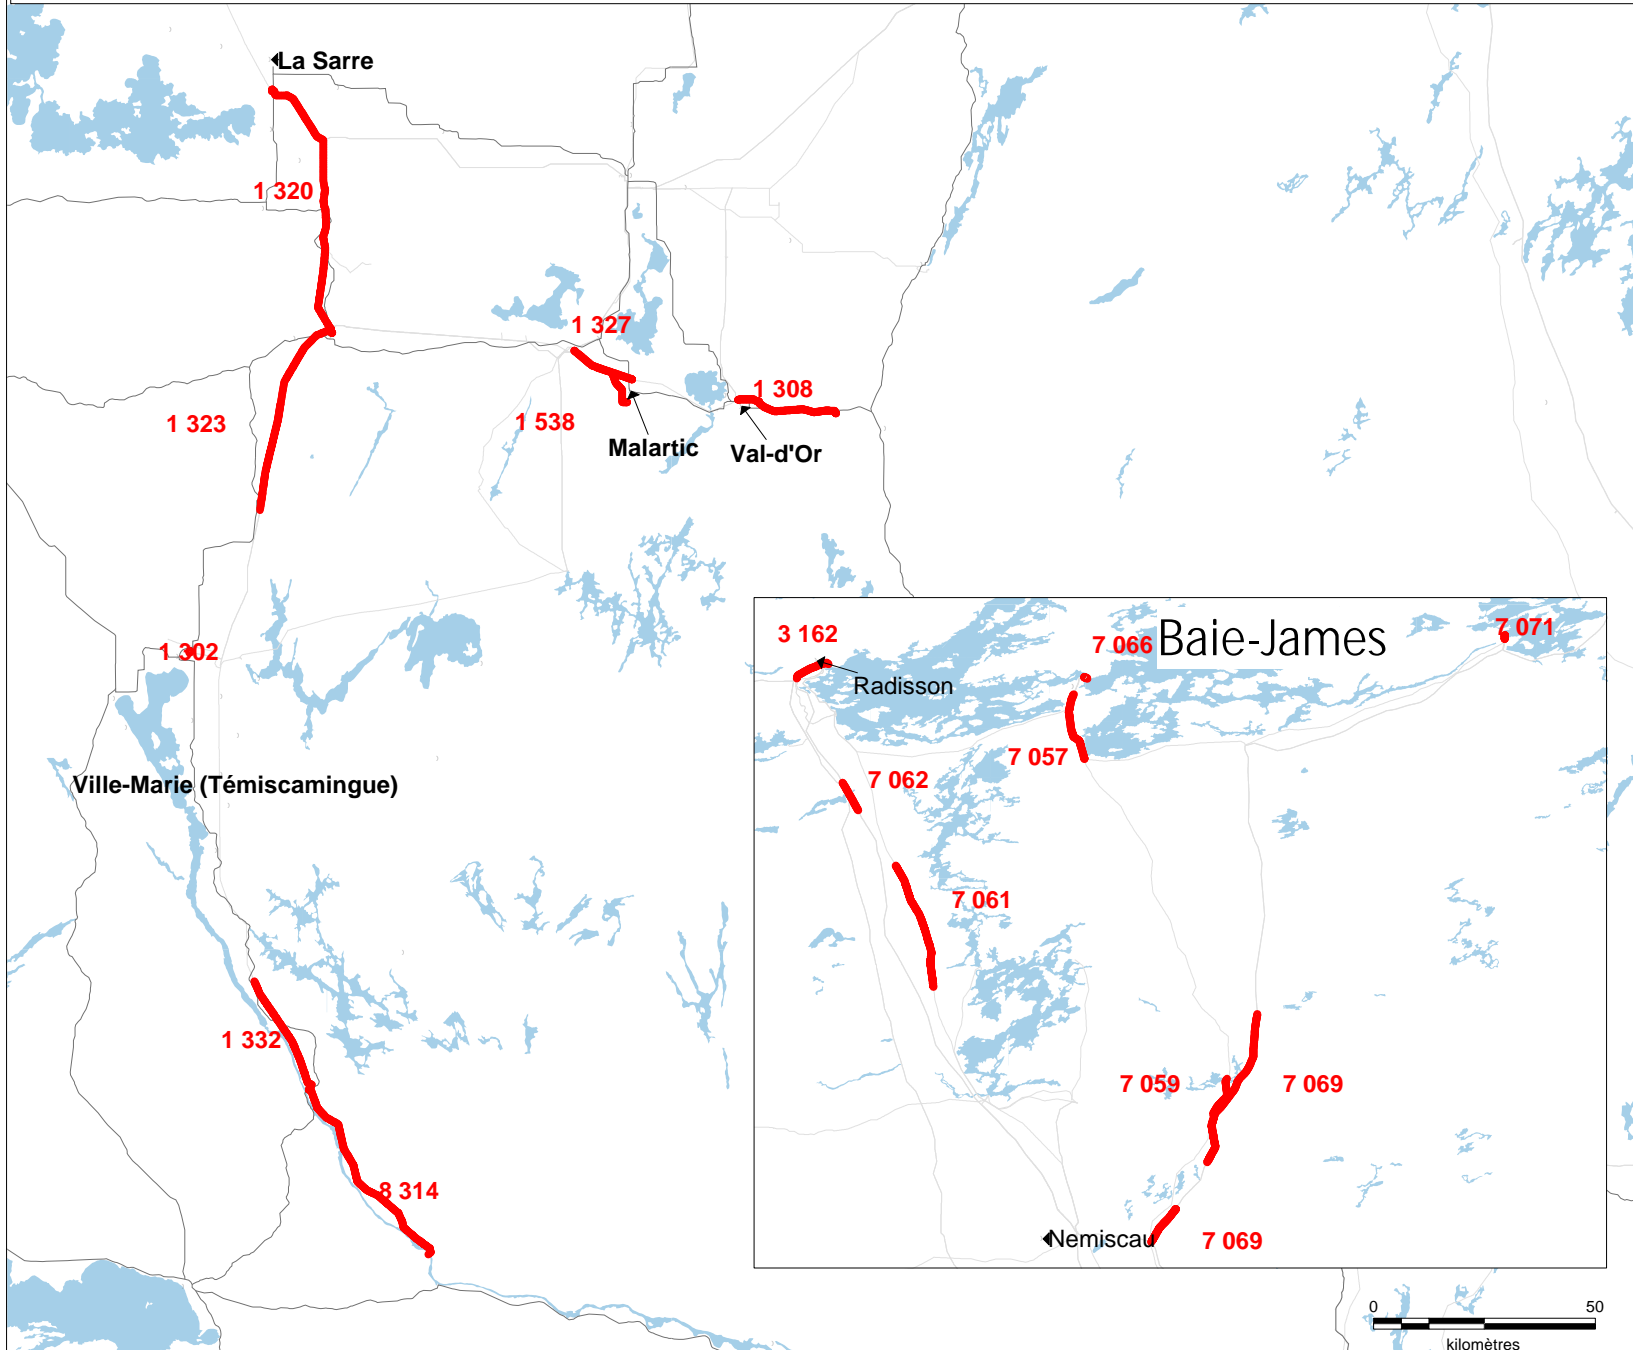 La Sarre
1 320
1 327
1 308
1 323
1 538
Malartic
Val-d'Or
1 302
Ville-Marie (Témiscamingue)
1 332
8 314
Baie-James
3 162
7 066
7 071
Radisson
7 057
7 062
7 061
7 059
7 069
Nemiscau
7 069
0 50
kilomètres